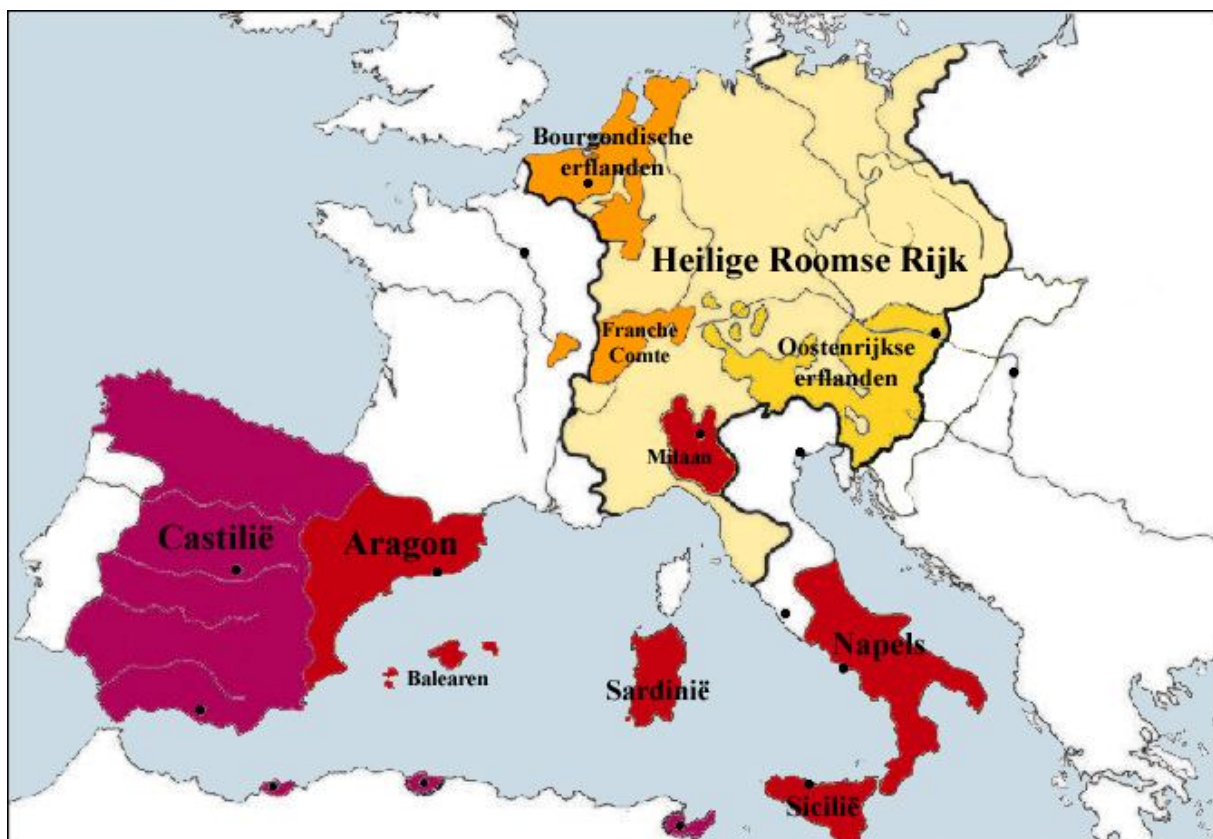 Bourgondische
erflanden
Heilige Roomse Rijk
Franche
Comte
Oostenrijkse
erflanden
Milaan
Castilië
Aragon
Napels
Balearen
Sardinië
Sicilië